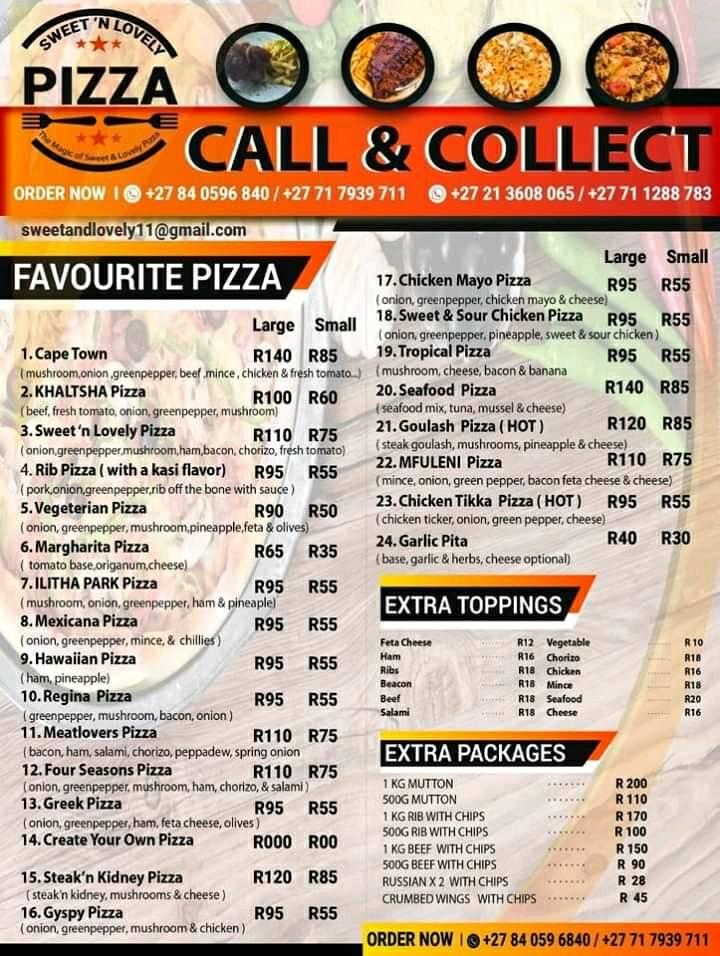 SWEET 'N LOVELY
PIZZA
The Magic of Sweet & Lovely Pizza
CALL & COLLECT
ORDER NOW I +27 84 0596 840 / +27 71 7939 711 +27 21 3608 065 / +27 71 1288 783
sweetandlovely11@gmail.com
FAVOURITE PIZZA
Large Small
1. Cape Town R140 R85
( mushroom,onion ,greenpepper, beef ,mince , chicken & fresh tomato...)
2. KHALTSHA Pizza R100 R60
(beef, fresh tomato, onion, greenpepper, mushroom)
3. Sweet'n Lovely Pizza R110 R75
( onion,greenpepper,mushroom,ham,bacon, chorizo, fresh tomato)
4. Rib Pizza ( with a kasi flavor) R95 R55
( pork,onion,greenpepper,rib off the bone with sauce )
5. Vegeterian Pizza R90 R50
( onion, greenpepper, mushroom,pineapple,feta & olives)
6. Margharita Pizza R65 R35
( tomato base,origanum,cheese)
7. ILITHA PARK Pizza R95 R55
( mushroom, onion, greenpepper, ham & pineaple)
8. Mexicana Pizza R95 R55
( onion, greenpepper, mince, & chillies )
9. Hawaiian Pizza R95 R55
( ham, pineapple)
10. Regina Pizza R95 R55
( greenpepper, mushroom, bacon, onion )
11. Meatlovers Pizza R110 R75
( bacon, ham, salami, chorizo, peppadew, spring onion
12. Four Seasons Pizza R110 R75
( onion, greenpepper, mushroom, ham, chorizo, & salami )
13. Greek Pizza R95 R55
( onion, greenpepper, ham, feta cheese, olives )
14. Create Your Own Pizza R000 R00
15. Steak'n Kidney Pizza R120 R85
( steak'n kidney, mushrooms & cheese )
16. Gyspy Pizza R95 R55
( onion, greenpepper, mushroom & chicken )
Large Small
17. Chicken Mayo Pizza R95 R55
( onion, greenpepper, chicken mayo & cheese)
18. Sweet & Sour Chicken Pizza R95 R55
( onion, greenpepper, pineapple, sweet & sour chicken )
19. Tropical Pizza R95 R55
( mushroom, cheese, bacon & banana
20. Seafood Pizza R140 R85
( seafood mix, tuna, mussel & cheese)
21. Goulash Pizza ( HOT ) R120 R85
( steak goulash, mushrooms, pineapple & cheese)
22. MFULENI Pizza R110 R75
( mince, onion, green pepper, bacon feta cheese & cheese)
23. Chicken Tikka Pizza ( HOT ) R95 R55
( chicken ticker, onion, green pepper, cheese)
24. Garlic Pita R40 R30
( base, garlic & herbs, cheese optional)
EXTRA TOPPINGS
Feta Cheese ....... R12 Vegetable ....... R 10
Ham ....... R16 Chorizo ....... R18
Ribs ....... R18 Chicken ....... R16
Beacon ....... R18 Mince ....... R18
Beef ....... R18 Seafood ....... R20
Salami ....... R18 Cheese ....... R16
EXTRA PACKAGES
1 KG MUTTON ....... R 200
500G MUTTON ....... R 110
1 KG RIB WITH CHIPS ....... R 170
500G RIB WITH CHIPS ....... R 100
1 KG BEEF WITH CHIPS ....... R 150
500G BEEF WITH CHIPS ....... R 90
RUSSIAN X 2 WITH CHIPS ....... R 28
CRUMBED WINGS WITH CHIPS ....... R 45
ORDER NOW I +27 84 059 6840 / +27 71 7939 711